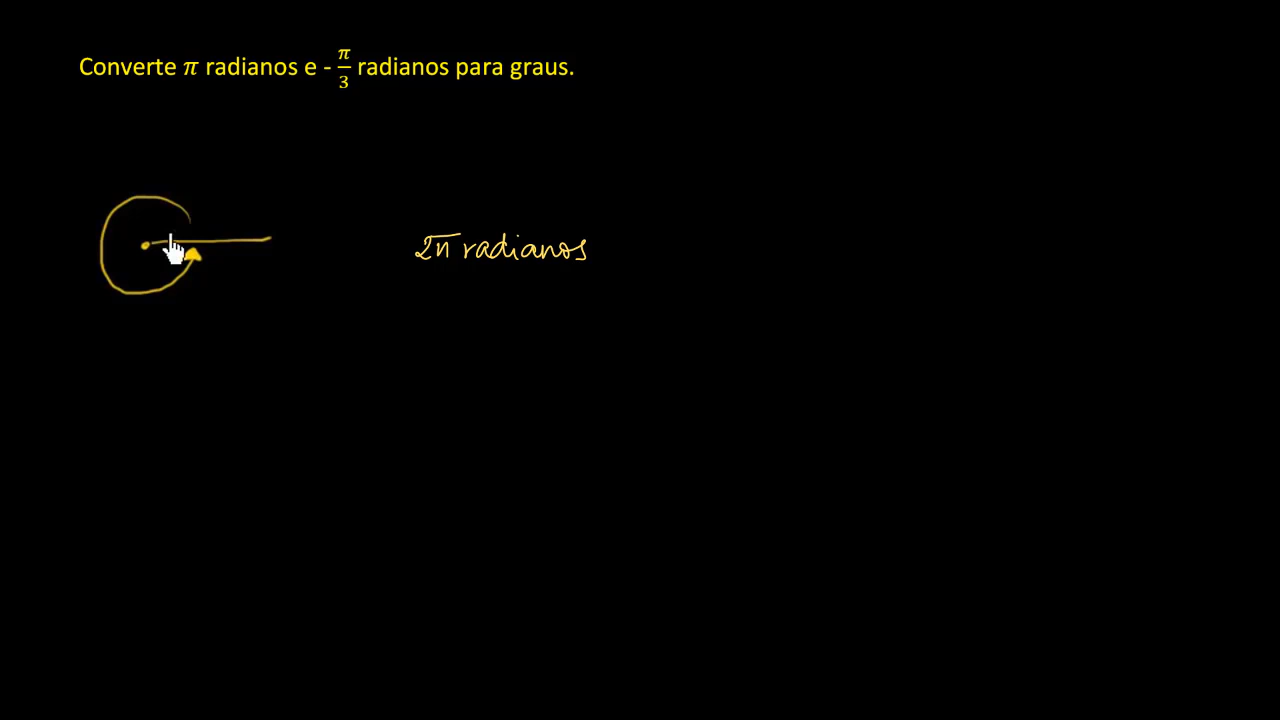 Converte π radianos e - π/3 radianos para graus.
2π radianos